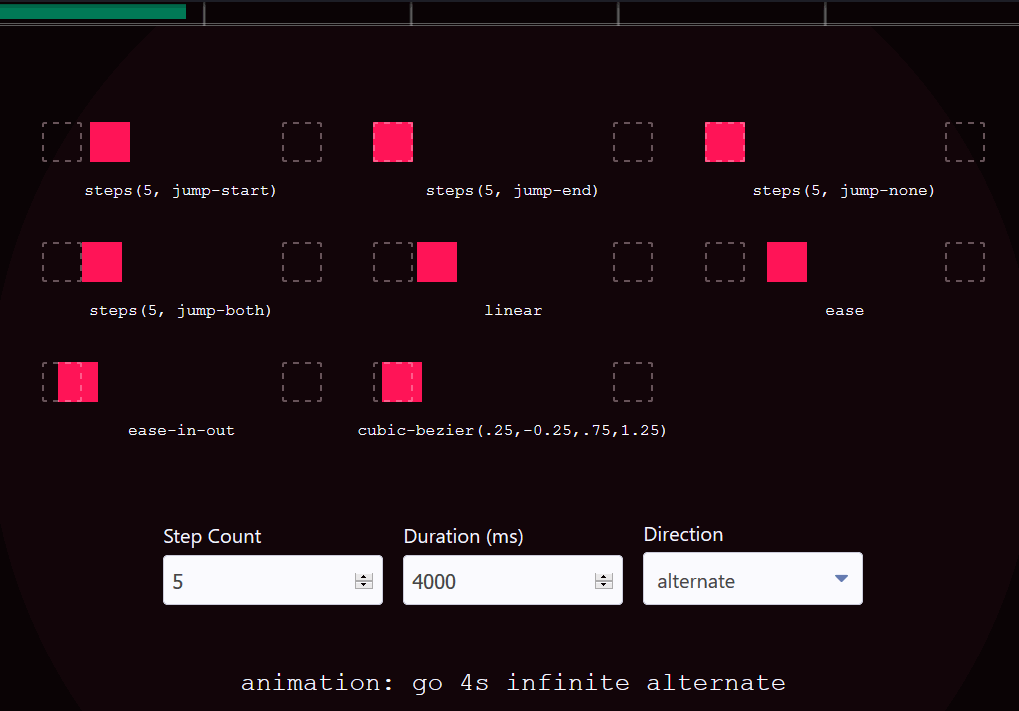 steps(5, jump-start)
steps(5, jump-end)
steps(5, jump-none)
steps(5, jump-both)
linear
ease
ease-in-out
cubic-bezier(.25,-0.25,.75,1.25)
Step Count
Duration (ms)
Direction
5
4000
alternate
animation: go 4s infinite alternate